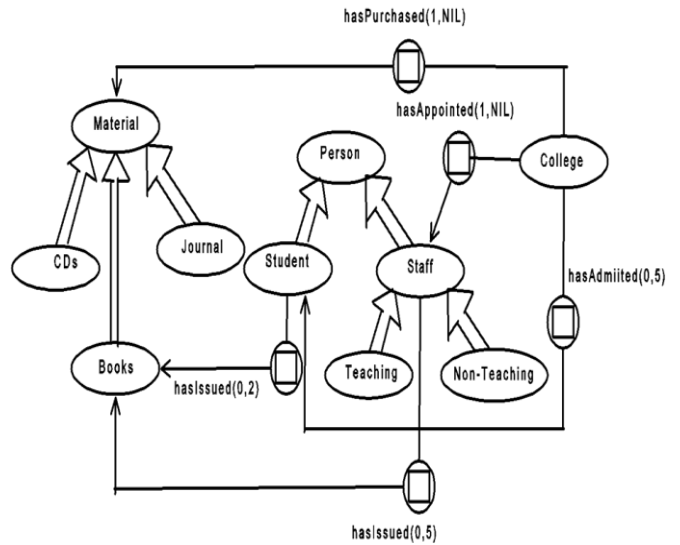 hasPurchased(1,NIL)
Material
hasAppointed(1,NIL)
Person
College
CDs
Journal
Student
Staff
hasAdmiited(0,5)
Books
hasIssued(0,2)
Teaching
Non-Teaching
hasIssued(0,5)